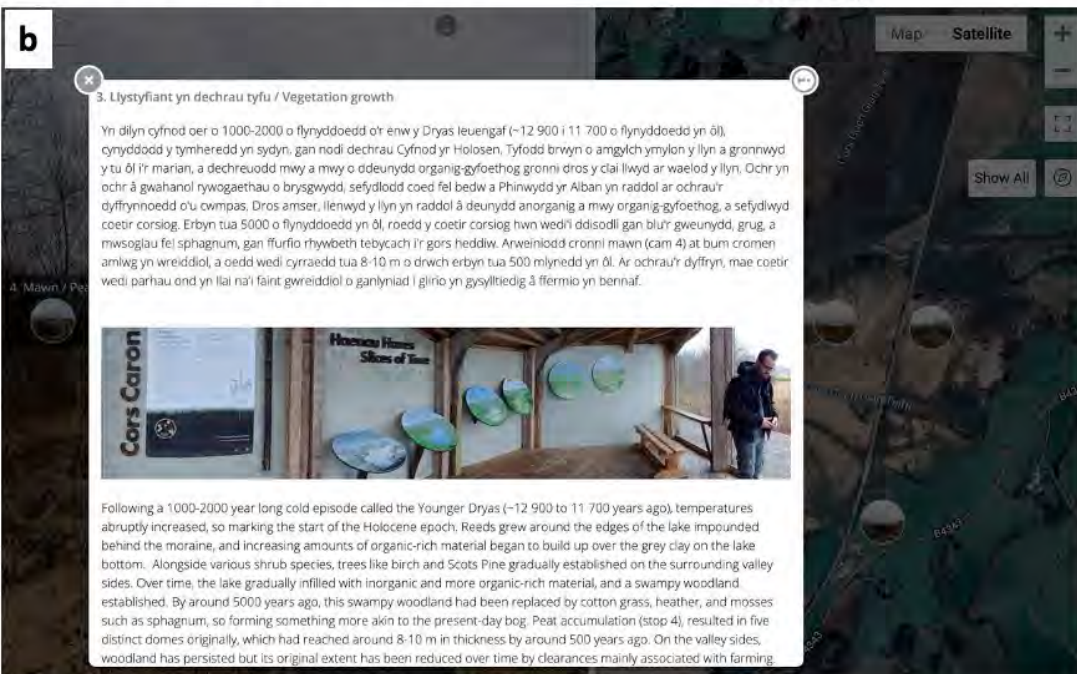 b
Map Satellite
Show All
3. Llystyfiant yn dechrau tyfu / Vegetation growth
Yn dilyn cyfnod oer o 1000-2000 o flynyddoedd o'r enw y Dryas Ieuengaf (~12 900 i 11 700 o flynyddoedd yn ôl),
cynyddodd y tymheredd yn sydyn, gan nodi dechrau Cyfnod yr Holosen. Tyfodd brwyn o amgylch ymylon y llyn a gronnwyd
y tu ôl i'r marian, a dechreuodd mwy a mwy o ddeunydd organig-gyfoethog gronni dros y clai llwyd ar waelod y llyn. Ochr yn
ochr â gwahanol rywogaethau o brysgwydd, sefydlodd coed fel bedw a Phinwydd yr Alban yn raddol ar ochrau'r
dyffrynnoedd o'u cwmpas. Dros amser, llenwyd y llyn yn raddol â deunydd anorganig a mwy organig-gyfoethog, a sefydlwyd
coetir corsiog. Erbyn tua 5000 o flynyddoedd yn ôl, roedd y coetir corsiog hwn wedi'i ddisodli gan blu'r gweunydd, grug, a
mwsoglau fel sphagnum, gan ffurfio rhywbeth tebycach i'r gors heddiw. Arweiniodd cronni mawn (cam 4) at bum cromen
amlwg yn wreiddiol, a oedd wedi cyrraedd tua 8-10 m o drwch erbyn tua 500 mlynedd yn ôl. Ar ochrau'r dyffryn, mae coetir
wedi parhau ond yn llai na'i faint gwreiddiol o ganlyniad i glirio yn gysylltiedig â ffermio yn bennaf.
4. Mawn / Pea
Cors Caron
Haenau Hanes
Slices of Time
Following a 1000-2000 year long cold episode called the Younger Dryas (~12 900 to 11 700 years ago), temperatures
abruptly increased, so marking the start of the Holocene epoch. Reeds grew around the edges of the lake impounded
behind the moraine, and increasing amounts of organic-rich material began to build up over the grey clay on the lake
bottom. Alongside various shrub species, trees like birch and Scots Pine gradually established on the surrounding valley
sides. Over time, the lake gradually infilled with inorganic and more organic-rich material, and a swampy woodland
established. By around 5000 years ago, this swampy woodland had been replaced by cotton grass, heather, and mosses
such as sphagnum, so forming something more akin to the present-day bog. Peat accumulation (stop 4), resulted in five
distinct domes originally, which had reached around 8-10 m in thickness by around 500 years ago. On the valley sides,
woodland has persisted but its original extent has been reduced over time by clearances mainly associated with farming.
B4343